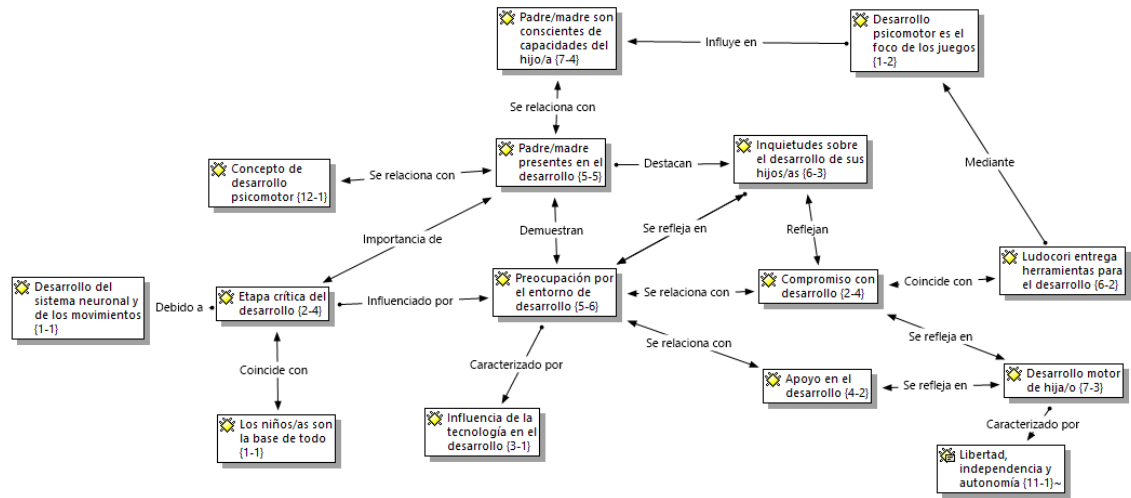 Padre/madre son
conscientes de
capacidades del
hijo/a {7-4}
Influye en
Desarrollo
psicomotor es el
foco de los juegos
{1-2}
Se relaciona con
Mediante
Concepto de
desarrollo
psicomotor {12-1}
Se relaciona con
Padre/madre
presentes en el
desarrollo {5-5}
Destacan
Inquietudes sobre
el desarrollo de sus
hijos/as {6-3}
Importancia de
Demuestran
Se refleja en
Reflejan
Desarrollo del
sistema neuronal y
de los movimientos
{1-1}
Debido a
Etapa crítica del
desarrollo {2-4}
Influenciado por
Preocupación por
el entorno de
desarrollo {5-6}
Se relaciona con
Compromiso con
desarrollo {2-4}
Coincide con
Ludocori entrega
herramientas para
el desarrollo {6-2}
Coincide con
Caracterizado por
Se relaciona con
Se refleja en
Apoyo en el
desarrollo {4-2}
Se refleja en
Desarrollo motor
de hija/o {7-3}
Los niños/as son
la base de todo
{1-1}
Influencia de la
tecnología en el
desarrollo {3-1}
Caracterizado por
Libertad,
independencia y
autonomía {11-1}~